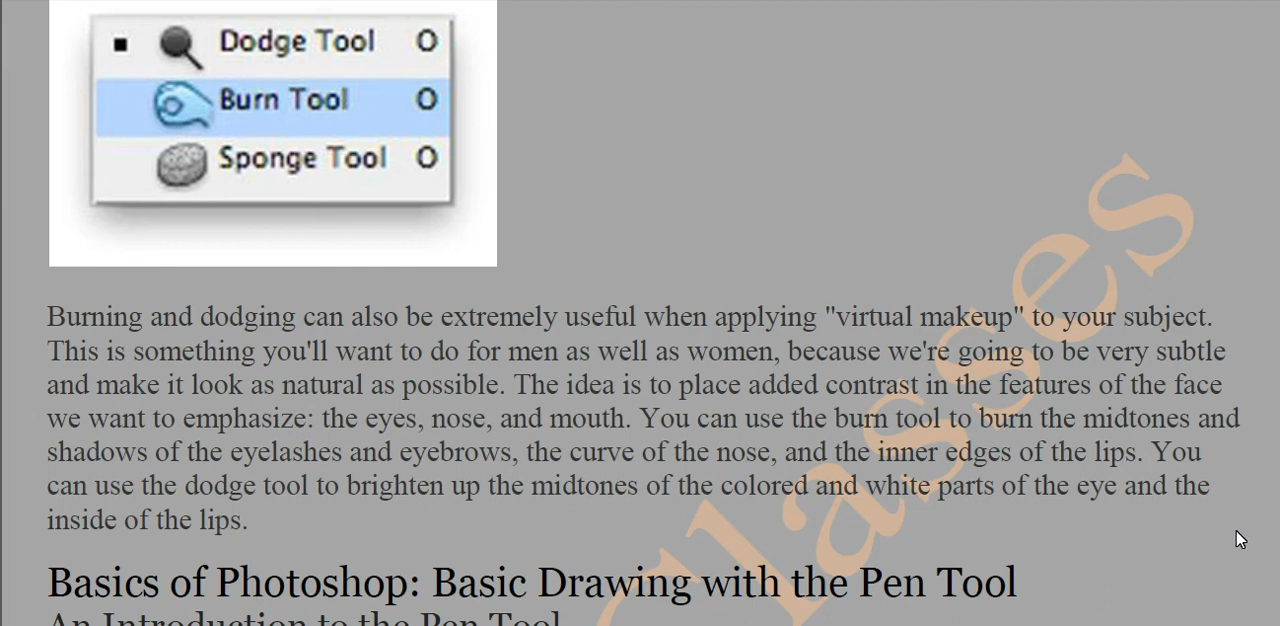 Dodge Tool O
Burn Tool O
Sponge Tool O
Burning and dodging can also be extremely useful when applying "virtual makeup" to your subject.
This is something you'll want to do for men as well as women, because we're going to be very subtle
and make it look as natural as possible. The idea is to place added contrast in the features of the face
we want to emphasize: the eyes, nose, and mouth. You can use the burn tool to burn the midtones and
shadows of the eyelashes and eyebrows, the curve of the nose, and the inner edges of the lips. You
can use the dodge tool to brighten up the midtones of the colored and white parts of the eye and the
inside of the lips.
Basics of Photoshop: Basic Drawing with the Pen Tool
An Introduction to the Pen Tool
Classes